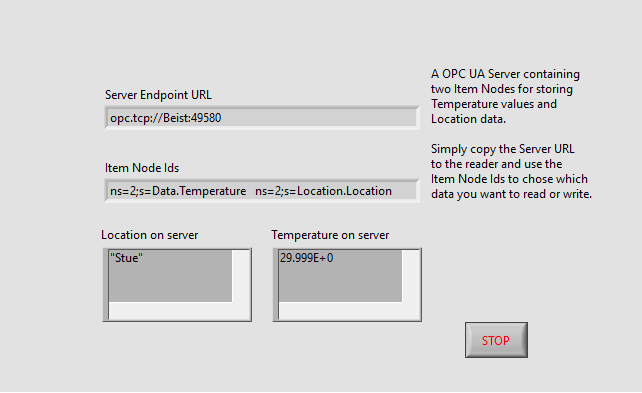 Server Endpoint URL
opc.tcp://Beist:49580
Item Node Ids
ns=2;s=Data.Temperature ns=2;s=Location.Location
Location on server
"Stue"
Temperature on server
29.999E+0
A OPC UA Server containing
two Item Nodes for storing
Temperature values and
Location data.
Simply copy the Server URL
to the reader and use the
Item Node Ids to chose which
data you want to read or write.
STOP